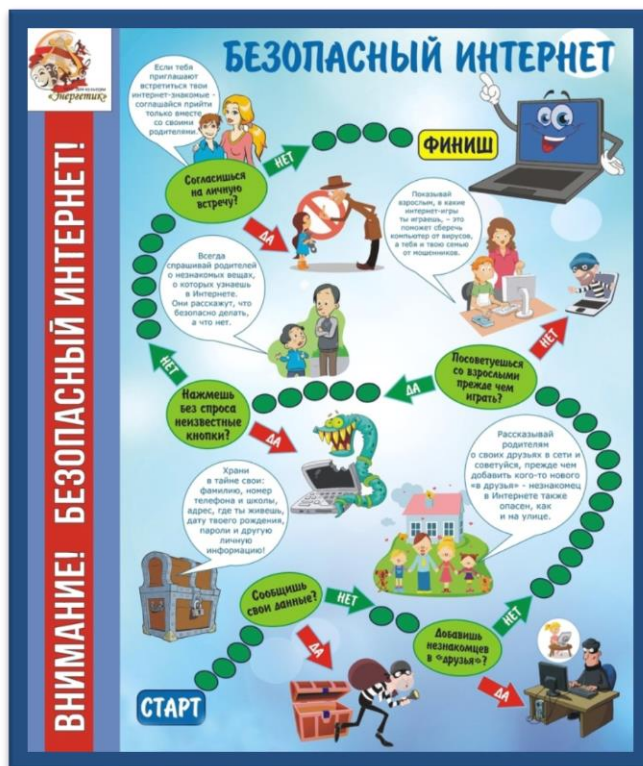 «Энергетик»
ВНИМАНИЕ! БЕЗОПАСНЫЙ ИНТЕРНЕТ!
БЕЗОПАСНЫЙ ИНТЕРНЕТ
Если тебя
приглашают
встретиться твои
интернет-знакомые -
соглашайся прийти
только вместе
со своими
родителями.
НЕТ
ФИНИШ
Согласишься
на личную
встречу?
ДА
Показывай
взрослым, в какие
интернет-игры
ты играешь, - это
поможет сберечь
компьютер от вирусов,
а тебя и твою семью
от мошенников.
Всегда
спрашивай родителей
о незнакомых вещах,
о которых узнаешь
в Интернете.
Они расскажут, что
безопасно делать,
а что нет.
НЕТ
НЕТ
Посоветуешься
со взрослыми
прежде чем
играть?
ДА
Нажмешь
без спроса
неизвестные
кнопки?
ДА
Рассказывай
родителям
о своих друзьях в сети и
советуйся, прежде чем
добавить кого-то нового
«в друзья» - незнакомец
в Интернете также
опасен, как
и на улице.
Храни
в тайне свои:
фамилию, номер
телефона и школы,
адрес, где ты живешь,
дату твоего рождения,
пароли и другую
личную
информацию!
Сообщишь
свои данные?
НЕТ
ДА
НЕТ
Добавишь
незнакомцев
в «друзья»?
ДА
СТАРТ